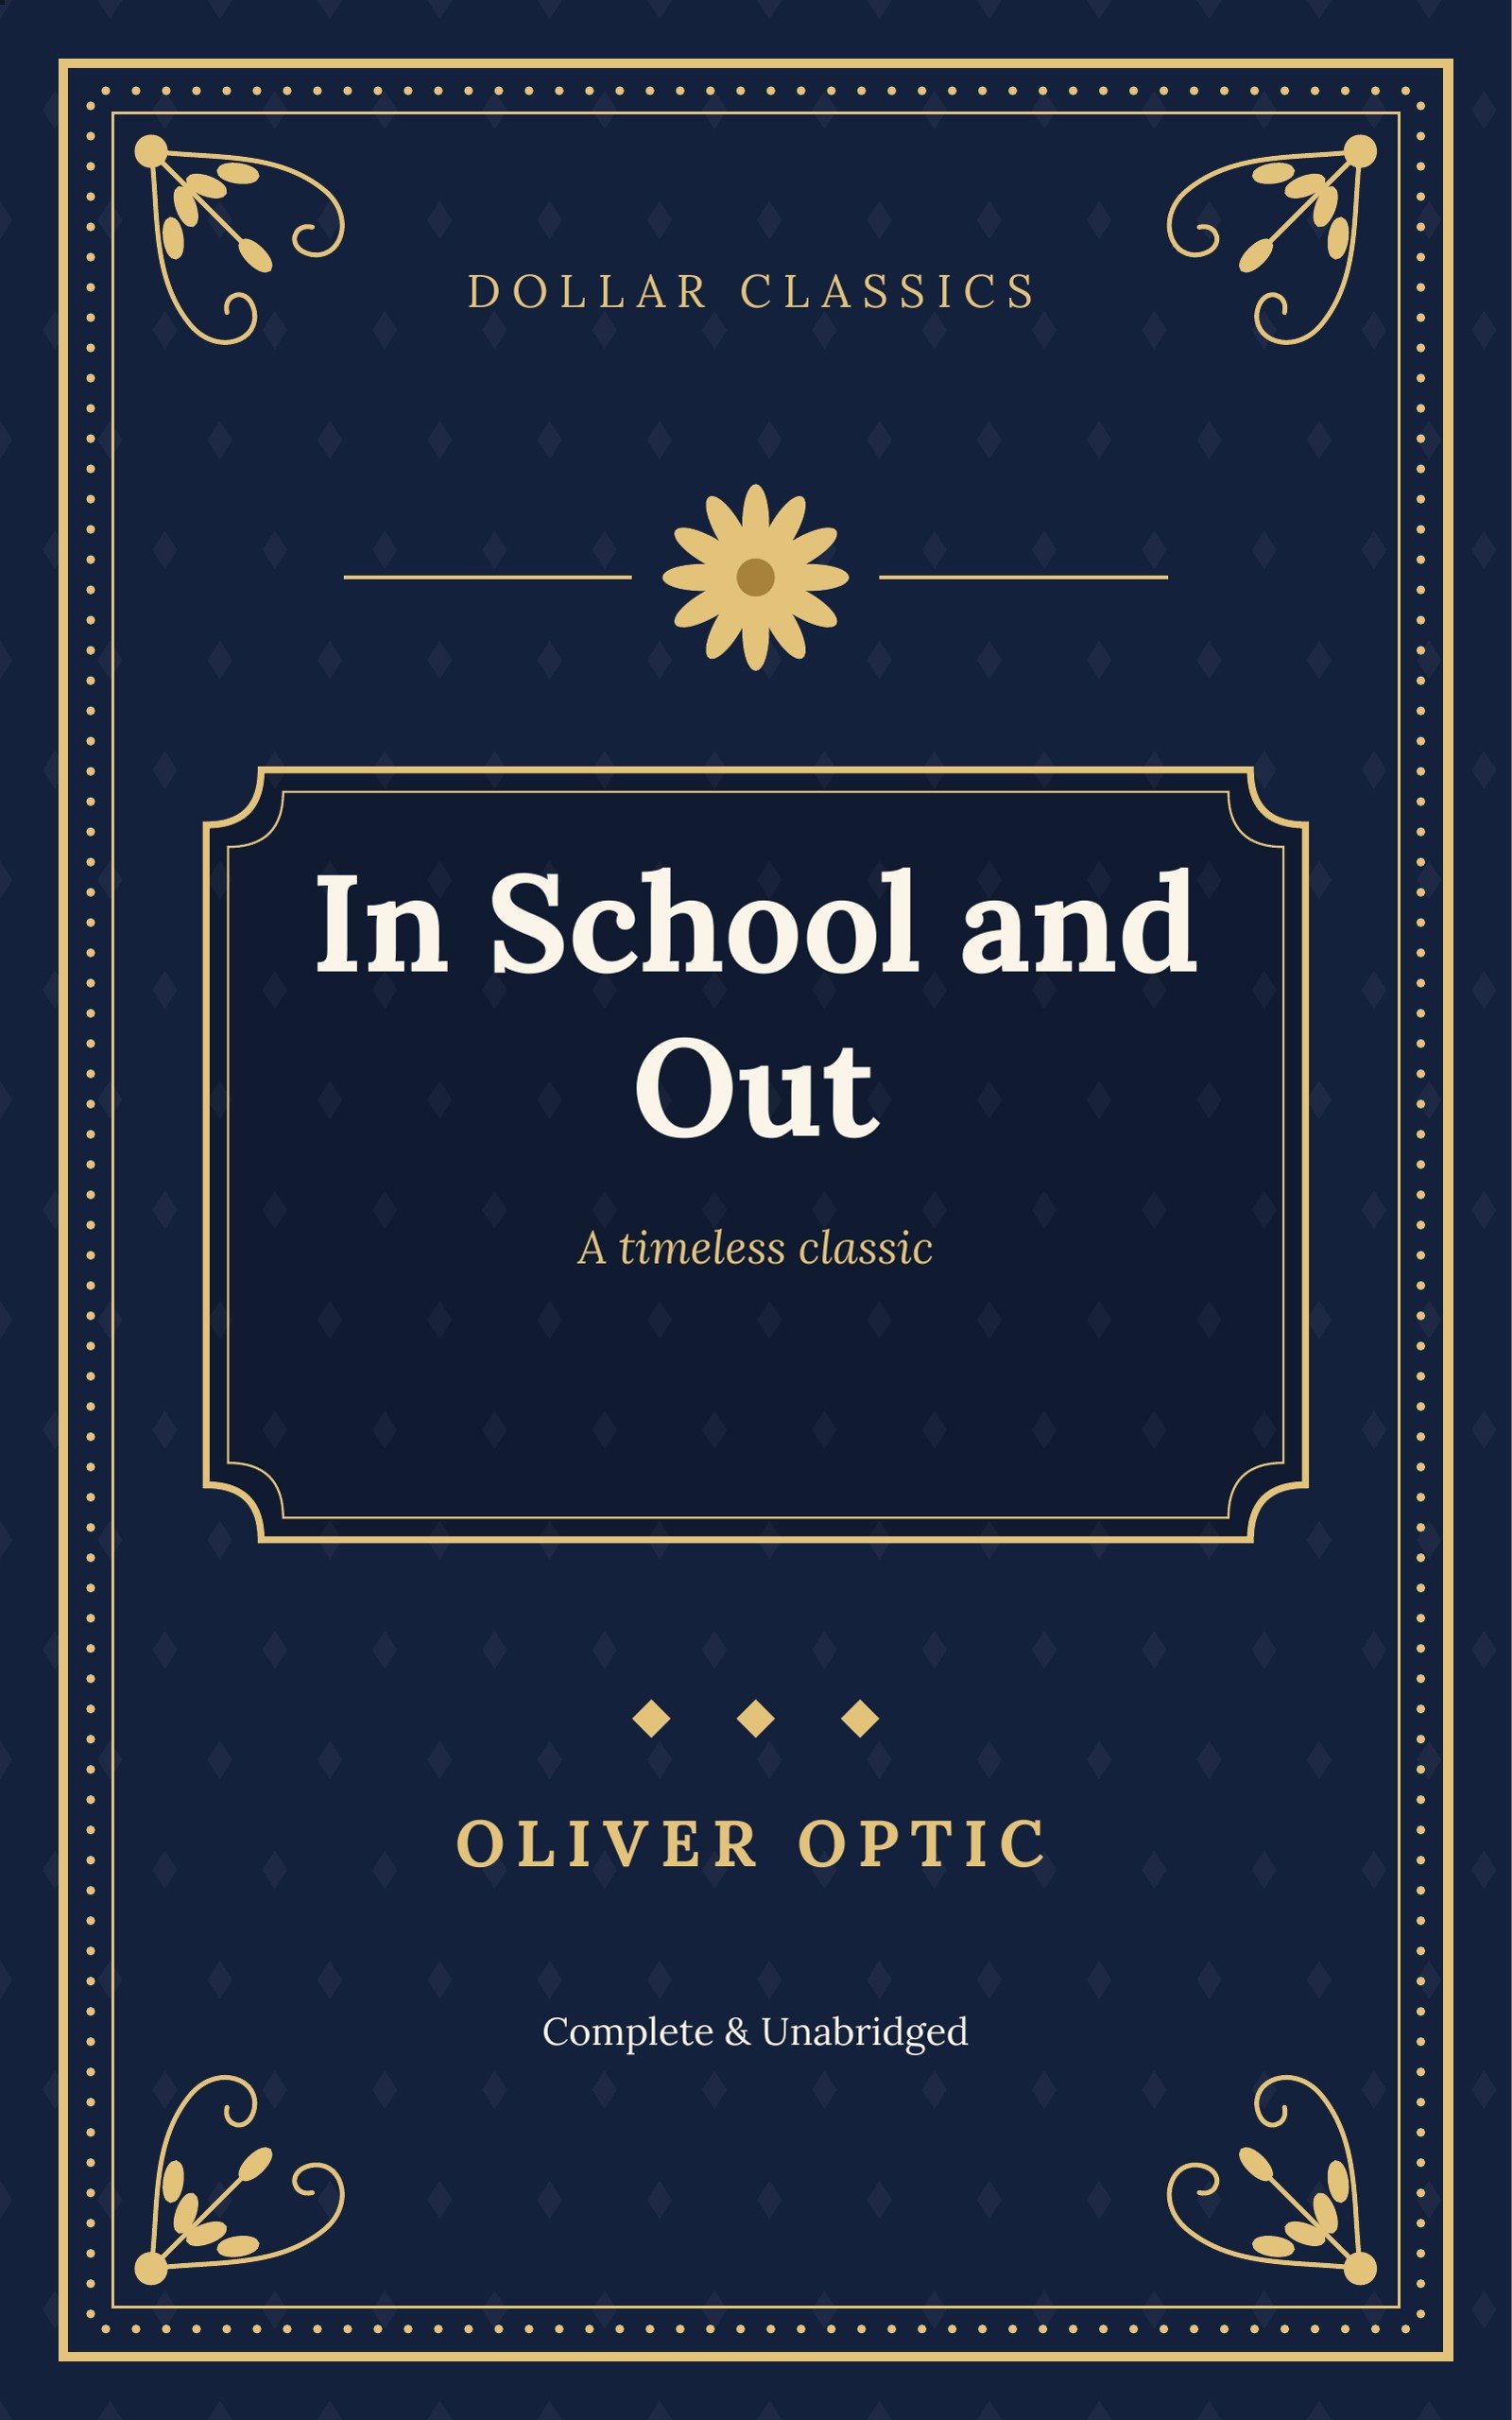 DOLLAR CLASSICS
In School and
Out
A timeless classic
OLIVER OPTIC
Complete & Unabridged